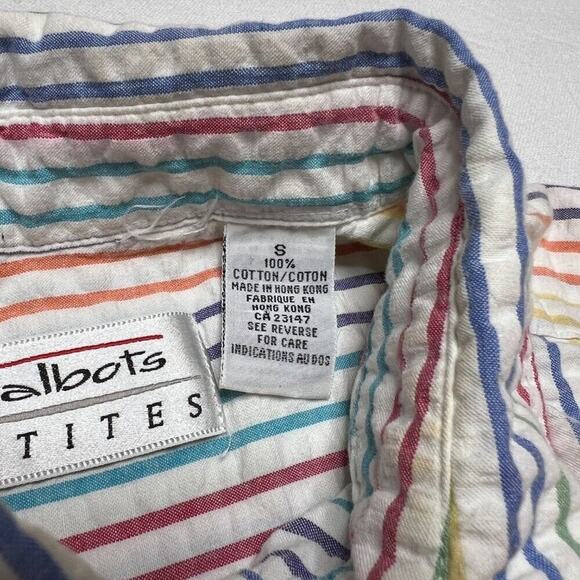 S
100%
COTTON/COTON
MADE IN HONG KONG
FABRIQUE EN
HONG KONG
CA 23147
SEE REVERSE
FOR CARE
INDICATIONS AU DOS
albots
TITES